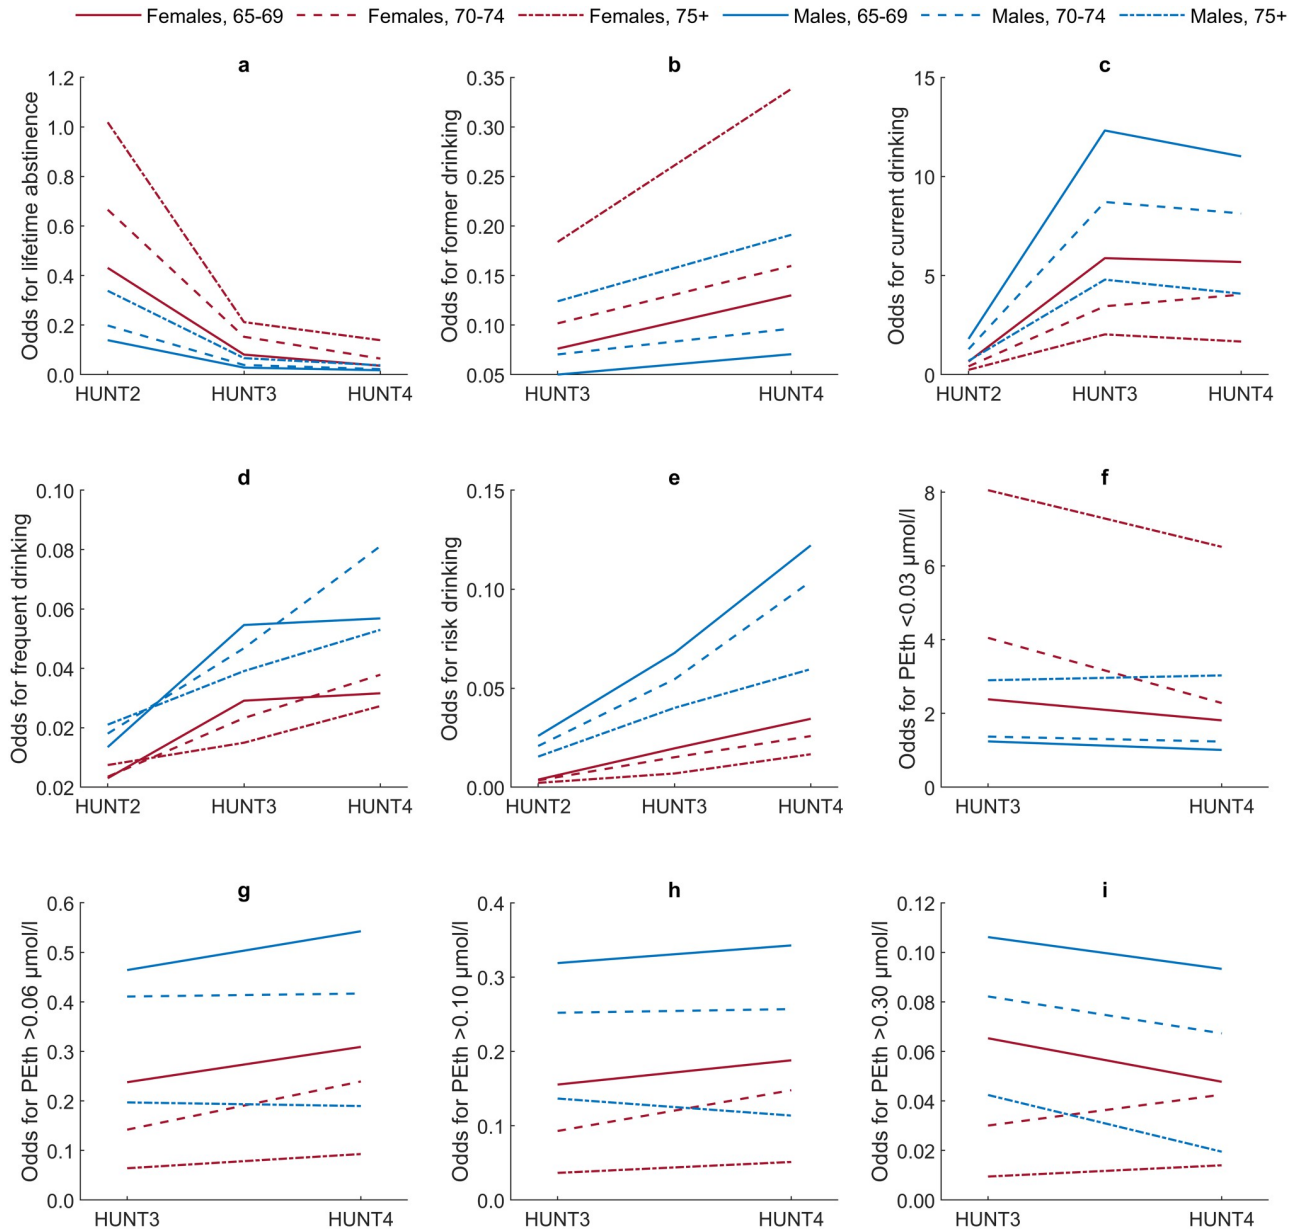 Females, 65-69 Females, 70-74 Females, 75+ Males, 65-69 Males, 70-74 Males, 75+
a
Odds for lifetime abstinence
1.2
1.0
0.8
0.6
0.4
0.2
0.0
HUNT2 HUNT3 HUNT4
b
Odds for former drinking
0.35
0.30
0.25
0.20
0.15
0.10
0.05
HUNT3 HUNT4
c
Odds for current drinking
15
10
5
0
HUNT2 HUNT3 HUNT4
d
Odds for frequent drinking
0.10
0.08
0.06
0.04
0.02
0.02
HUNT2 HUNT3 HUNT4
e
Odds for risk drinking
0.15
0.10
0.05
0.00
HUNT2 HUNT3 HUNT4
f
Odds for PEth <0.03 µmol/l
8
6
4
2
0
HUNT3 HUNT4
g
Odds for PEth >0.06 µmol/l
0.6
0.5
0.4
0.3
0.2
0.1
0.0
HUNT3 HUNT4
h
Odds for PEth >0.10 µmol/l
0.4
0.3
0.2
0.1
0.0
HUNT3 HUNT4
i
Odds for PEth >0.30 µmol/l
0.12
0.10
0.08
0.06
0.04
0.02
0.00
HUNT3 HUNT4